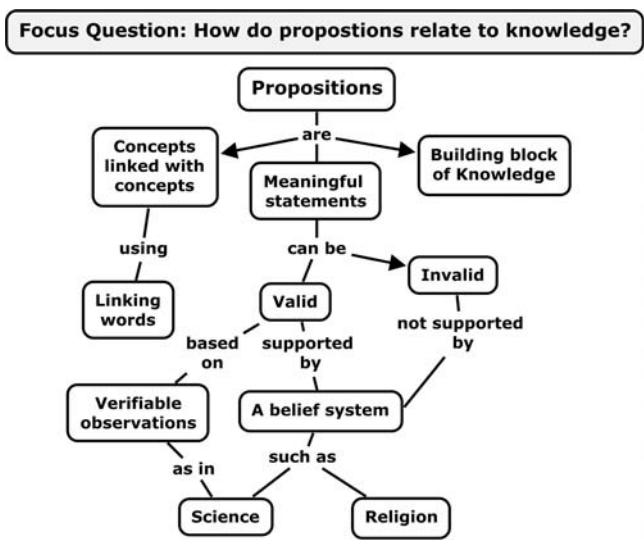 Focus Question: How do propostions relate to knowledge?
Propositions
are
Concepts
linked with
concepts
Meaningful
statements
Building block
of Knowledge
using
can be
Linking
words
Valid
Invalid
based
on
supported
by
not supported
by
Verifiable
observations
A belief system
as in
such as
Science
Religion